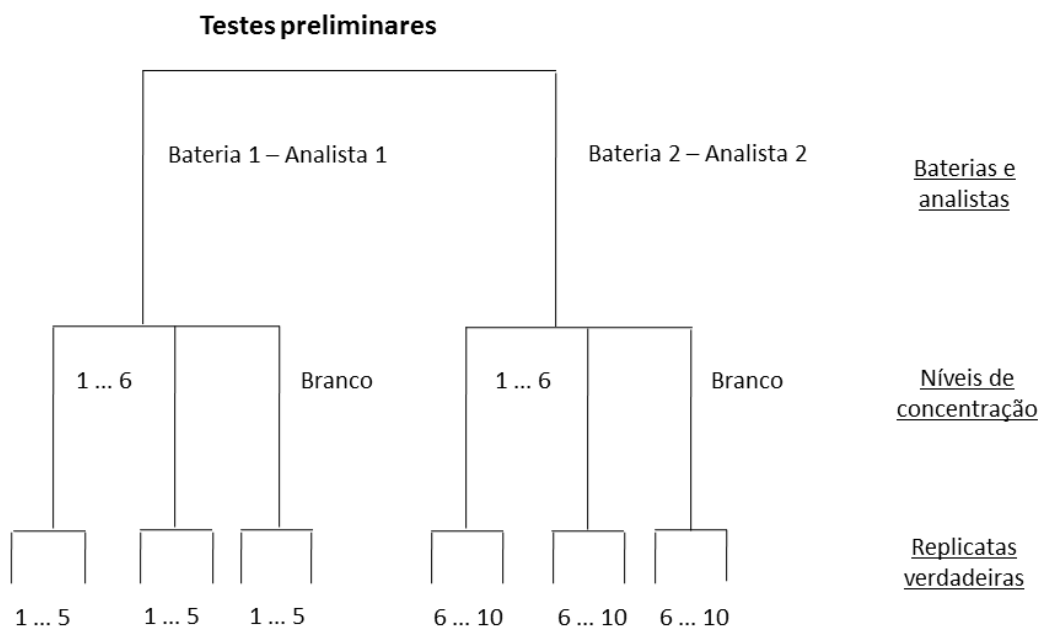 Testes preliminares
Bateria 1 – Analista 1
Bateria 2 – Analista 2
Baterias e
analistas
1 ... 6
Branco
1 ... 6
Branco
Níveis de
concentração
Replicatas
verdadeiras
1 ... 5
1 ... 5
1 ... 5
6 ... 10
6 ... 10
6 ... 10